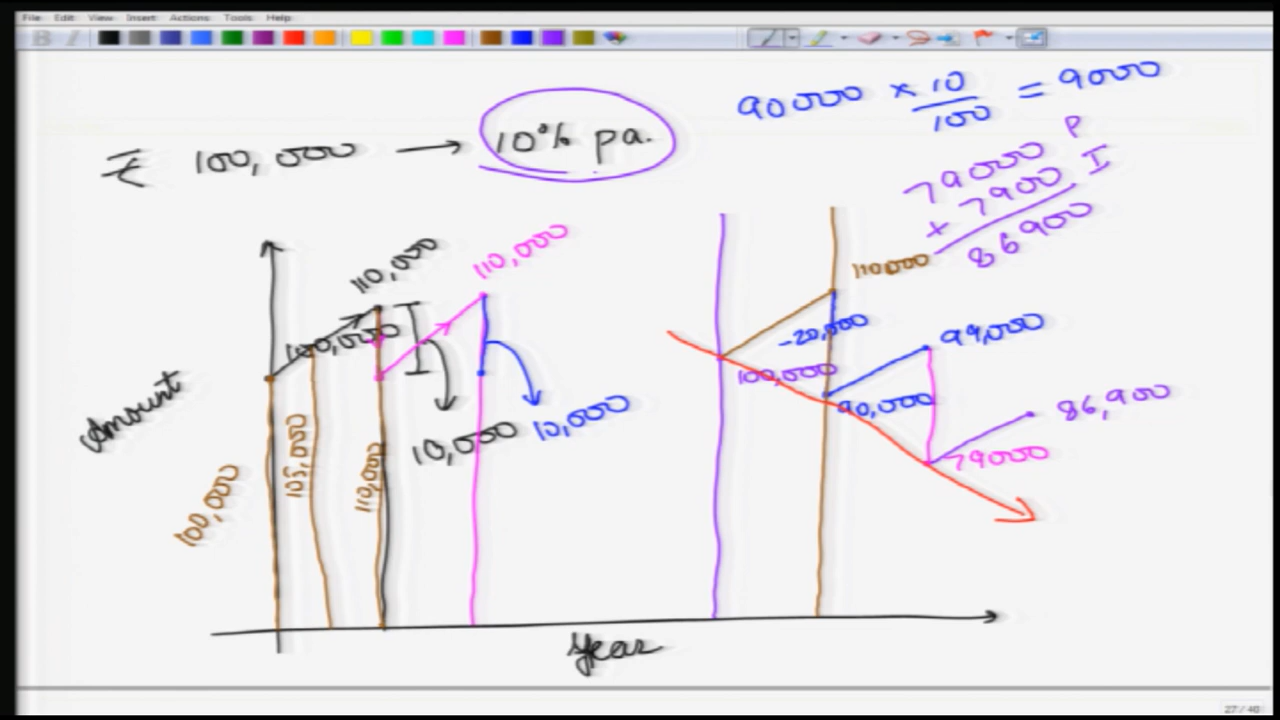 File Edit View Insert Actions Tools Help
B I
90000 × 10/100 = 9000
₹ 100,000 → 10% pa.
79000 P
+ 7900 I
86900
110,000
110,000
110000
100,000
-20,000
99,000
100,000
90,000
86,900
Amount
10,000
10,000
79000
100,000
105,000
110,000
Year
27 / 40